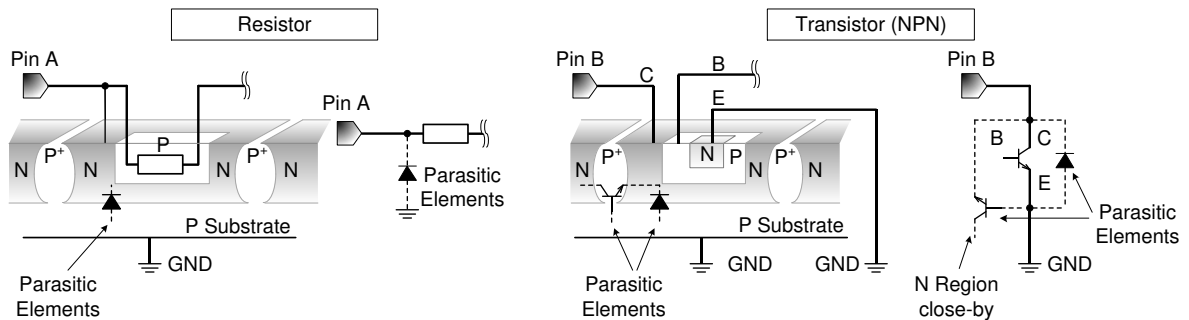 Resistor
Transistor (NPN)
Pin A
Pin A
N
P+
N
P
N
P+
N
Parasitic
Elements
P Substrate
GND
Parasitic
Elements
Pin B
C
B
E
N
P+
N
N
P
N
P+
N
P Substrate
GND
GND
Parasitic
Elements
Pin B
B
C
E
Parasitic
Elements
GND
N Region
close-by